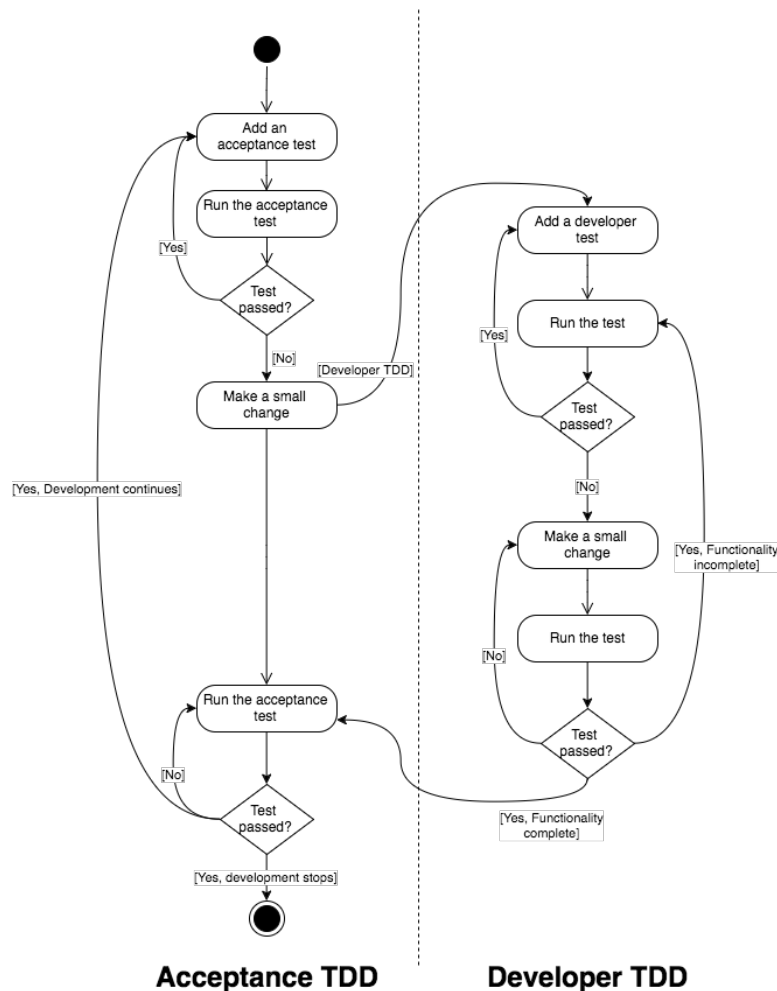 Add an
acceptance test
Run the acceptance
test
[Yes]
Test
passed?
[No]
[Developer TDD]
Make a small
change
[Yes, Development continues]
Run the acceptance
test
[No]
Test
passed?
[Yes, development stops]
Acceptance TDD
Add a developer
test
Run the test
[Yes]
Test
passed?
[No]
Make a small
change
[Yes, Functionality
incomplete]
Run the test
[No]
Test
passed?
[Yes, Functionality
complete]
Developer TDD